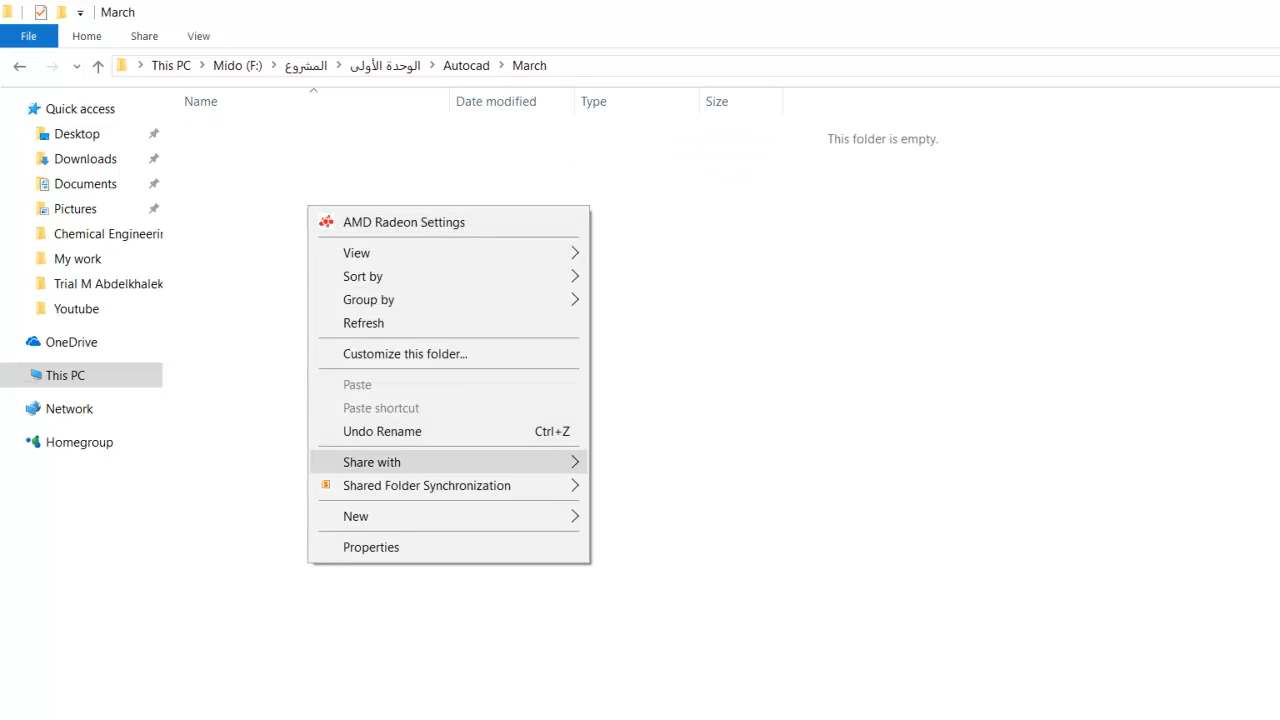 March
File Home Share View
This PC Mido (F:) المشروع الوحدة الأولى Autocad March
Name Date modified Type Size
This folder is empty.
Quick access
Desktop
Downloads
Documents
Pictures
Chemical Engineerin
My work
Trial M Abdelkhalek
Youtube
OneDrive
This PC
Network
Homegroup
AMD Radeon Settings
View
Sort by
Group by
Refresh
Customize this folder...
Paste
Paste shortcut
Undo Rename Ctrl+Z
Share with
Shared Folder Synchronization
New
Properties